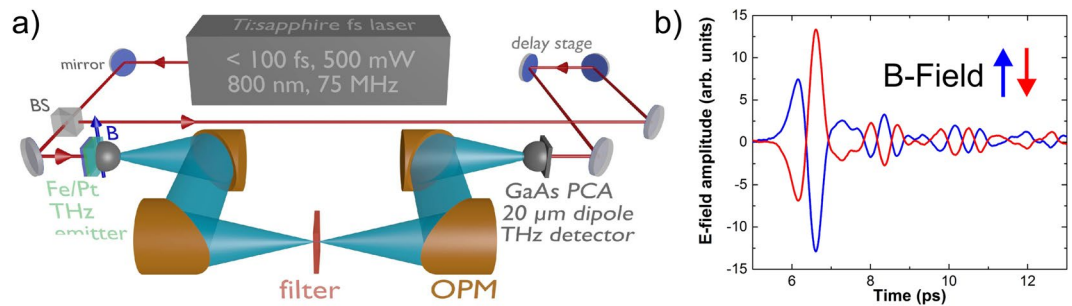 a)
Ti:sapphire fs laser
< 100 fs, 500 mW
800 nm, 75 MHz
mirror
delay stage
BS
B
Fe/Pt
THz
emitter
GaAs PCA
20 µm dipole
THz detector
filter
OPM
b)
E-field amplitude (arb. units)
15
10
5
0
-5
-10
-15
B-Field
6
8
10
12
Time (ps)